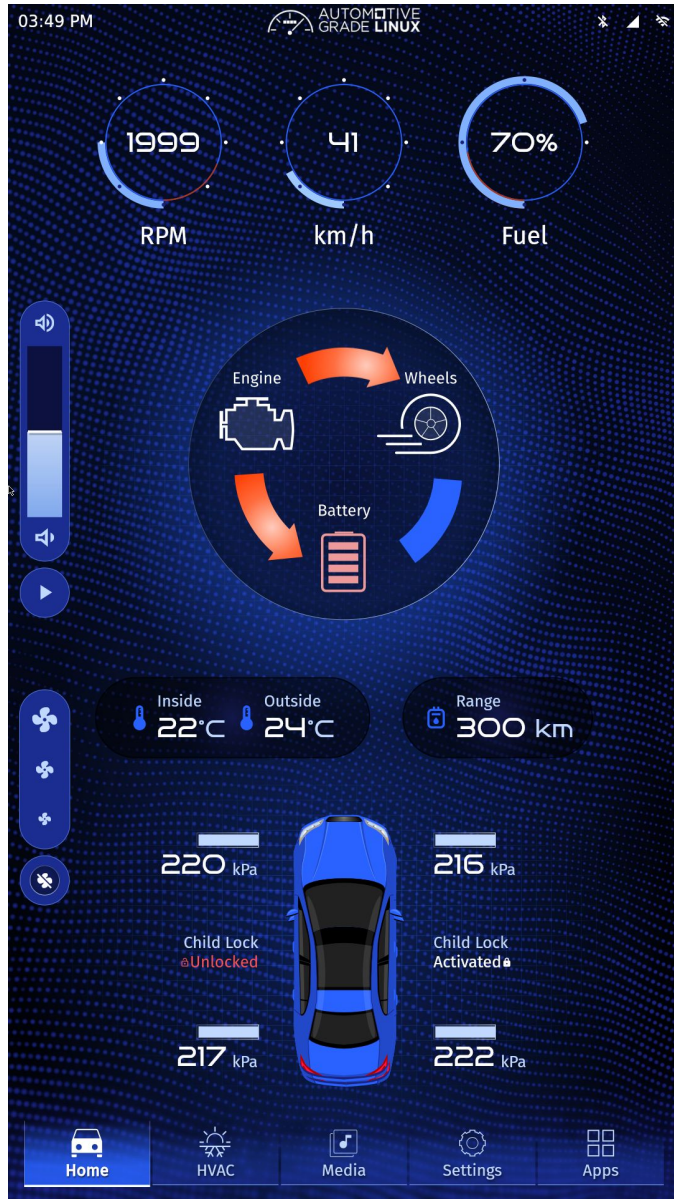 03:49 PM
AUTOMOTIVE
GRADE LINUX
1999
41
70%
RPM
km/h
Fuel
Engine
Wheels
Battery
Inside
22°C
Outside
24°C
Range
300 km
220 kPa
216 kPa
Child Lock
Unlocked
Child Lock
Activated
217 kPa
222 kPa
Home
HVAC
Media
Settings
Apps